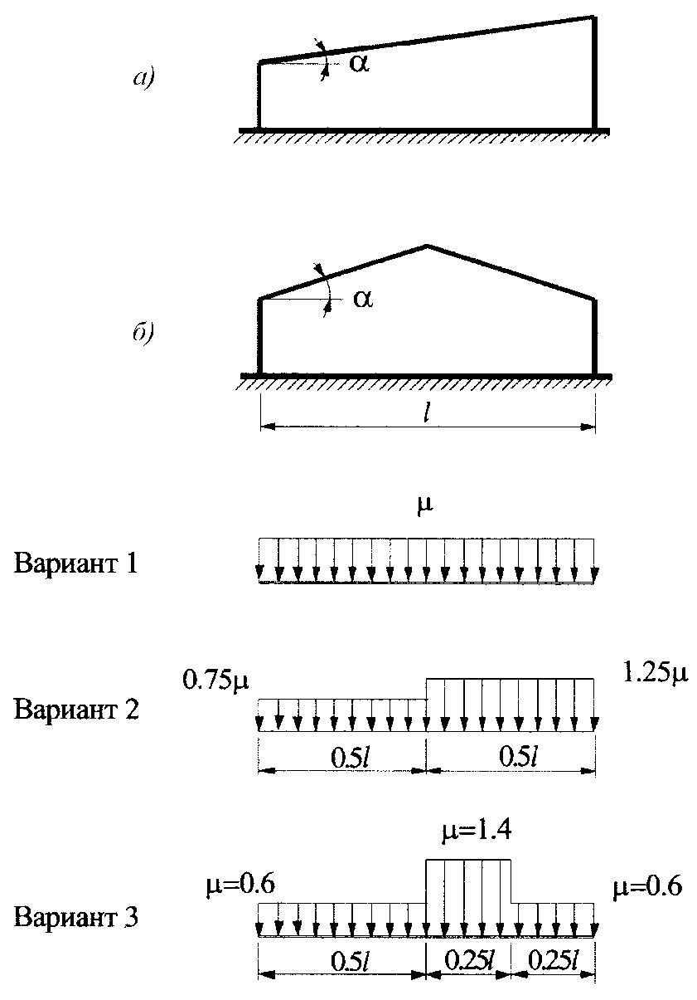 а)
α
б)
α
l
μ
Вариант 1
0.75μ
1.25μ
Вариант 2
0.5l
0.5l
μ=1.4
μ=0.6
μ=0.6
Вариант 3
0.5l
0.25l
0.25l